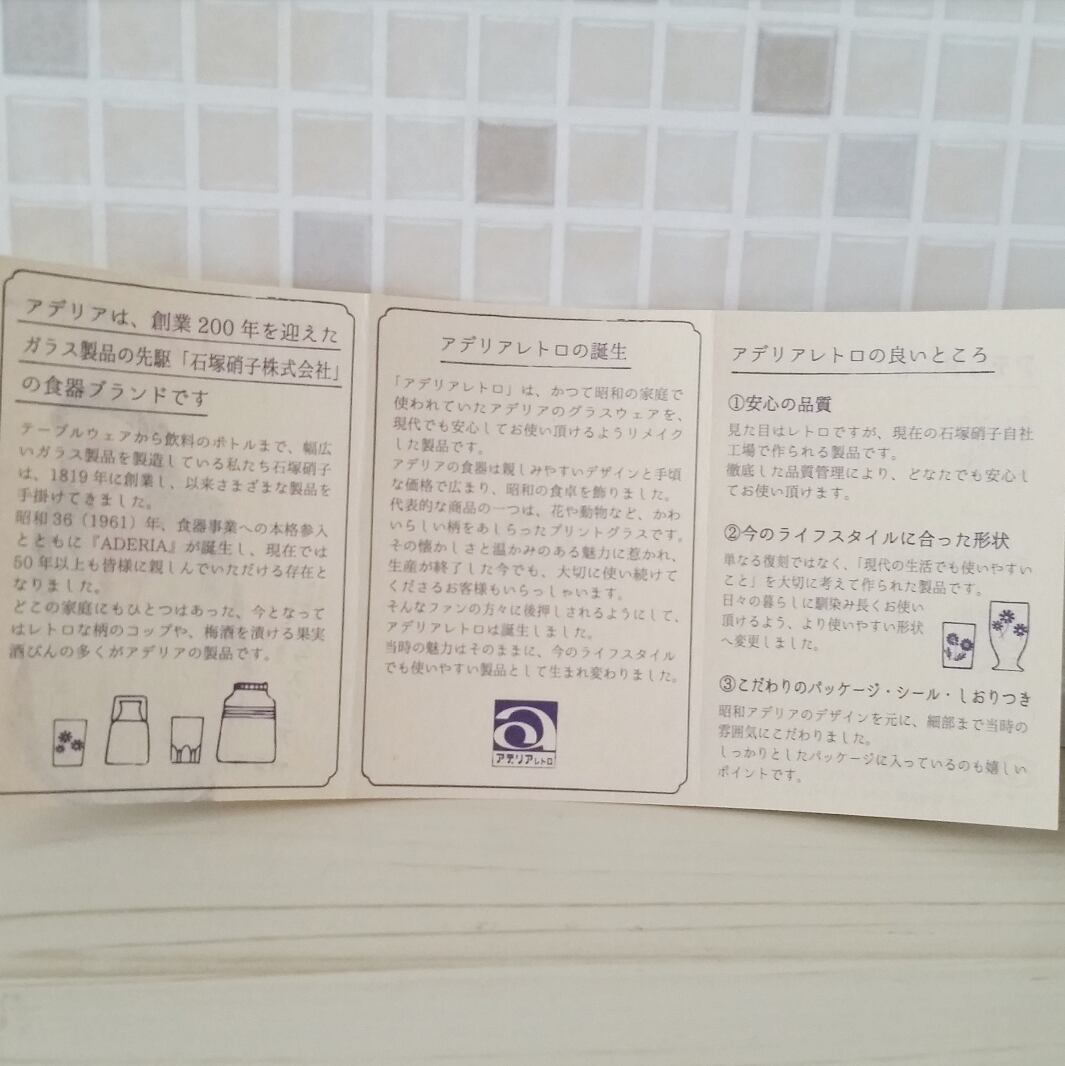 アデリアは、創業200年を迎えた
ガラス製品の先駆「石塚硝子株式会社」
の食器ブランドです
テーブルウェアから飲料のボトルまで、幅広
いガラス製品を製造している私たち石塚硝子
は、1819年に創業し、以来さまざまな製品を
手掛けてきました。
昭和36（1961）年、食器事業への本格参入
とともに『ADERIA』が誕生し、現在では
50年以上も皆様に親しんでいただける存在と
なりました。
どこの家庭にもひとつはあった、今となって
はレトロな柄のコップや、梅酒を漬ける果実
酒びんの多くがアデリアの製品です。
アデリアレトロの誕生
「アデリアレトロ」は、かつて昭和の家庭で
使われていたアデリアのグラスウェアを、
現代でも安心してお使い頂けるようリメイク
した製品です。
アデリアの食器は親しみやすいデザインと手頃
な価格で広まり、昭和の食卓を飾りました。
代表的な商品の一つは、花や動物など、かわ
いらしい柄をあしらったプリントグラスです。
その懐かしさと温かみのある魅力に惹かれ、
生産が終了した今でも、大切に使い続けて
くださるお客様もいらっしゃいます。
そんなファンの方々に後押しされるようにして、
アデリアレトロは誕生しました。
当時の魅力はそのままに、今のライフスタイル
でも使いやすい製品として生まれ変わりました。
a
アデリアレトロ
アデリアレトロの良いところ
①安心の品質
見た目はレトロですが、現在の石塚硝子自社
工場で作られる製品です。
徹底した品質管理により、どなたでも安心し
てお使い頂けます。
②今のライフスタイルに合った形状
単なる復刻ではなく、「現代の生活でも使いやすい
こと」を大切に考えて作られた製品です。
日々の暮らしに馴染み長くお使い
頂けるよう、より使いやすい形状
へ変更しました。
③こだわりのパッケージ・シール・しおりつき
昭和アデリアのデザインを元に、細部まで当時の
雰囲気にこだわりました。
しっかりとしたパッケージに入っているのも嬉しい
ポイントです。